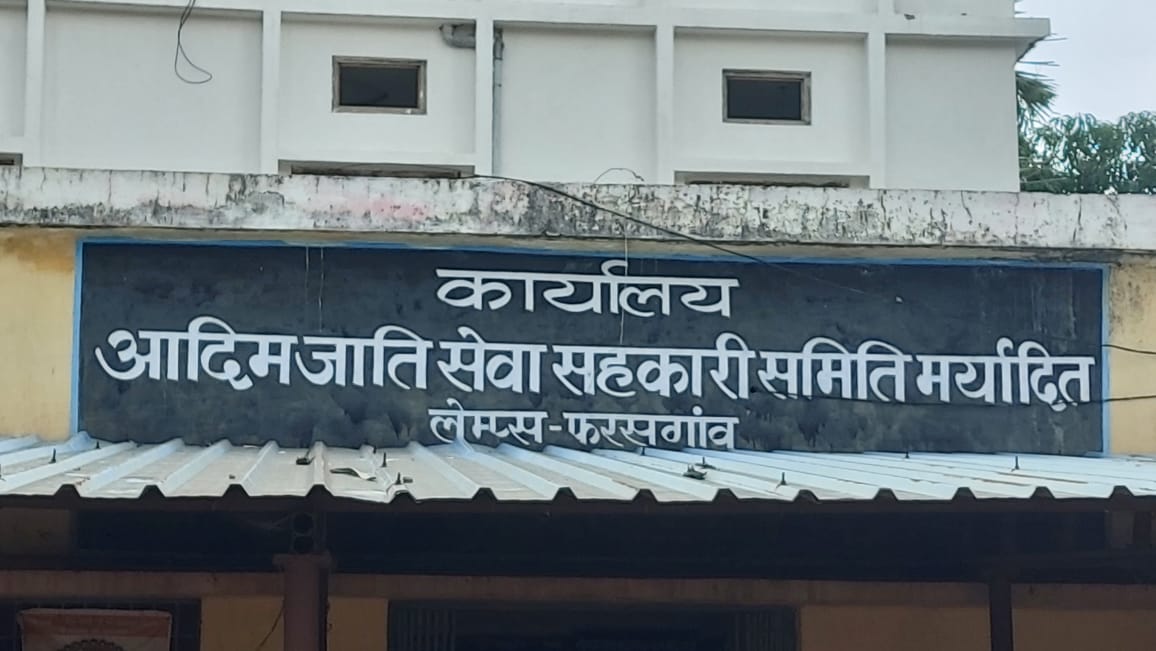 कार्यालय
आदिमजाति सेवा सहकारी समिति मर्यादित
लेम्प्स-फरसगांव